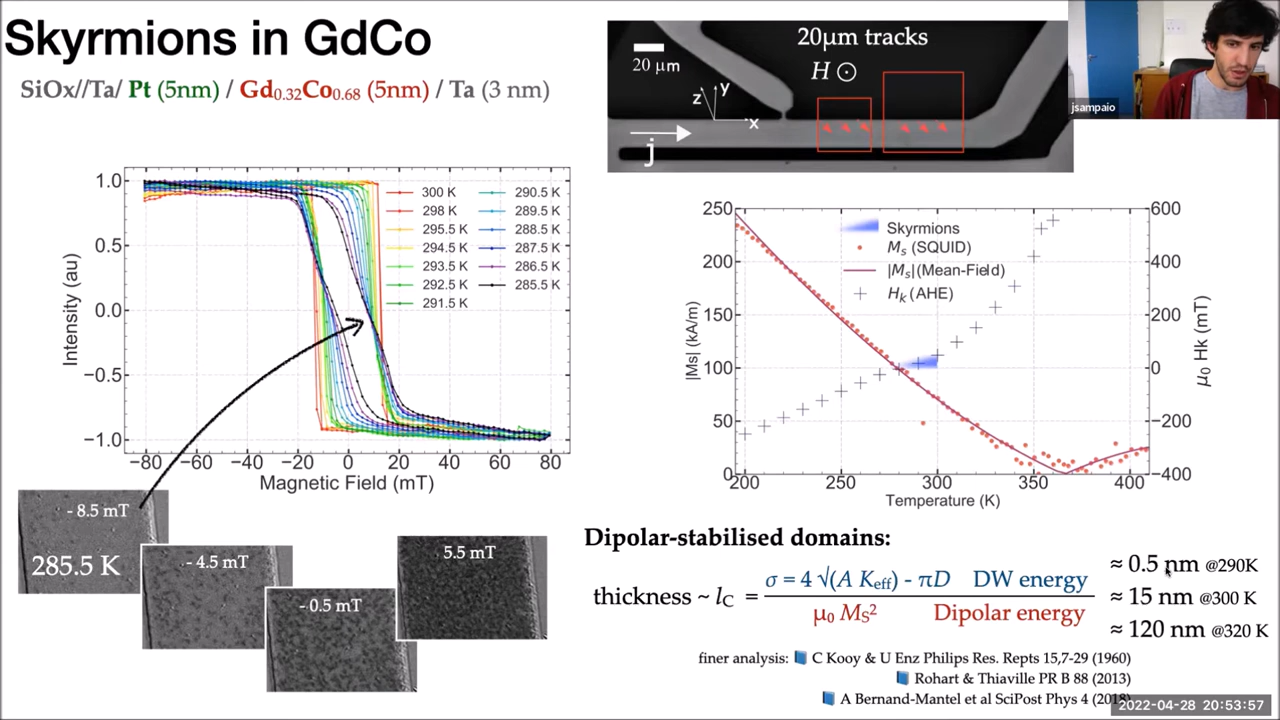 Skyrmions in GdCo
SiOx//Ta/ Pt (5nm) / Gd0.32Co0.68 (5nm) / Ta (3 nm)
20 μm
20μm tracks
H ⊙
z y x
j
jsampaio
Intensity (au)
1.0
0.5
0.0
−0.5
−1.0
−80 −60 −40 −20 0 20 40 60 80
Magnetic Field (mT)
300 K
298 K
295.5 K
294.5 K
293.5 K
292.5 K
291.5 K
290.5 K
289.5 K
288.5 K
287.5 K
286.5 K
285.5 K
- 8.5 mT
285.5 K
- 4.5 mT
- 0.5 mT
5.5 mT
|Ms| (kA/m)
250
200
150
100
50
0
200 250 300 350 400
Temperature (K)
600
400
200
0
−200
−400
μ0 Hk (mT)
Skyrmions
Ms (SQUID)
|Ms|(Mean-Field)
Hk (AHE)
Dipolar-stabilised domains:
thickness ~ lC = σ = 4 √(A Keff) - πD DW energy
μ0 MS² Dipolar energy
≈ 0.5 nm @290K
≈ 15 nm @300 K
≈ 120 nm @320 K
finer analysis: C Kooy & U Enz Philips Res. Repts 15,7-29 (1960)
Rohart & Thiaville PR B 88 (2013)
A Bernand-Mantel et al SciPost Phys 4 (2018)
2022-04-28 20:53:57